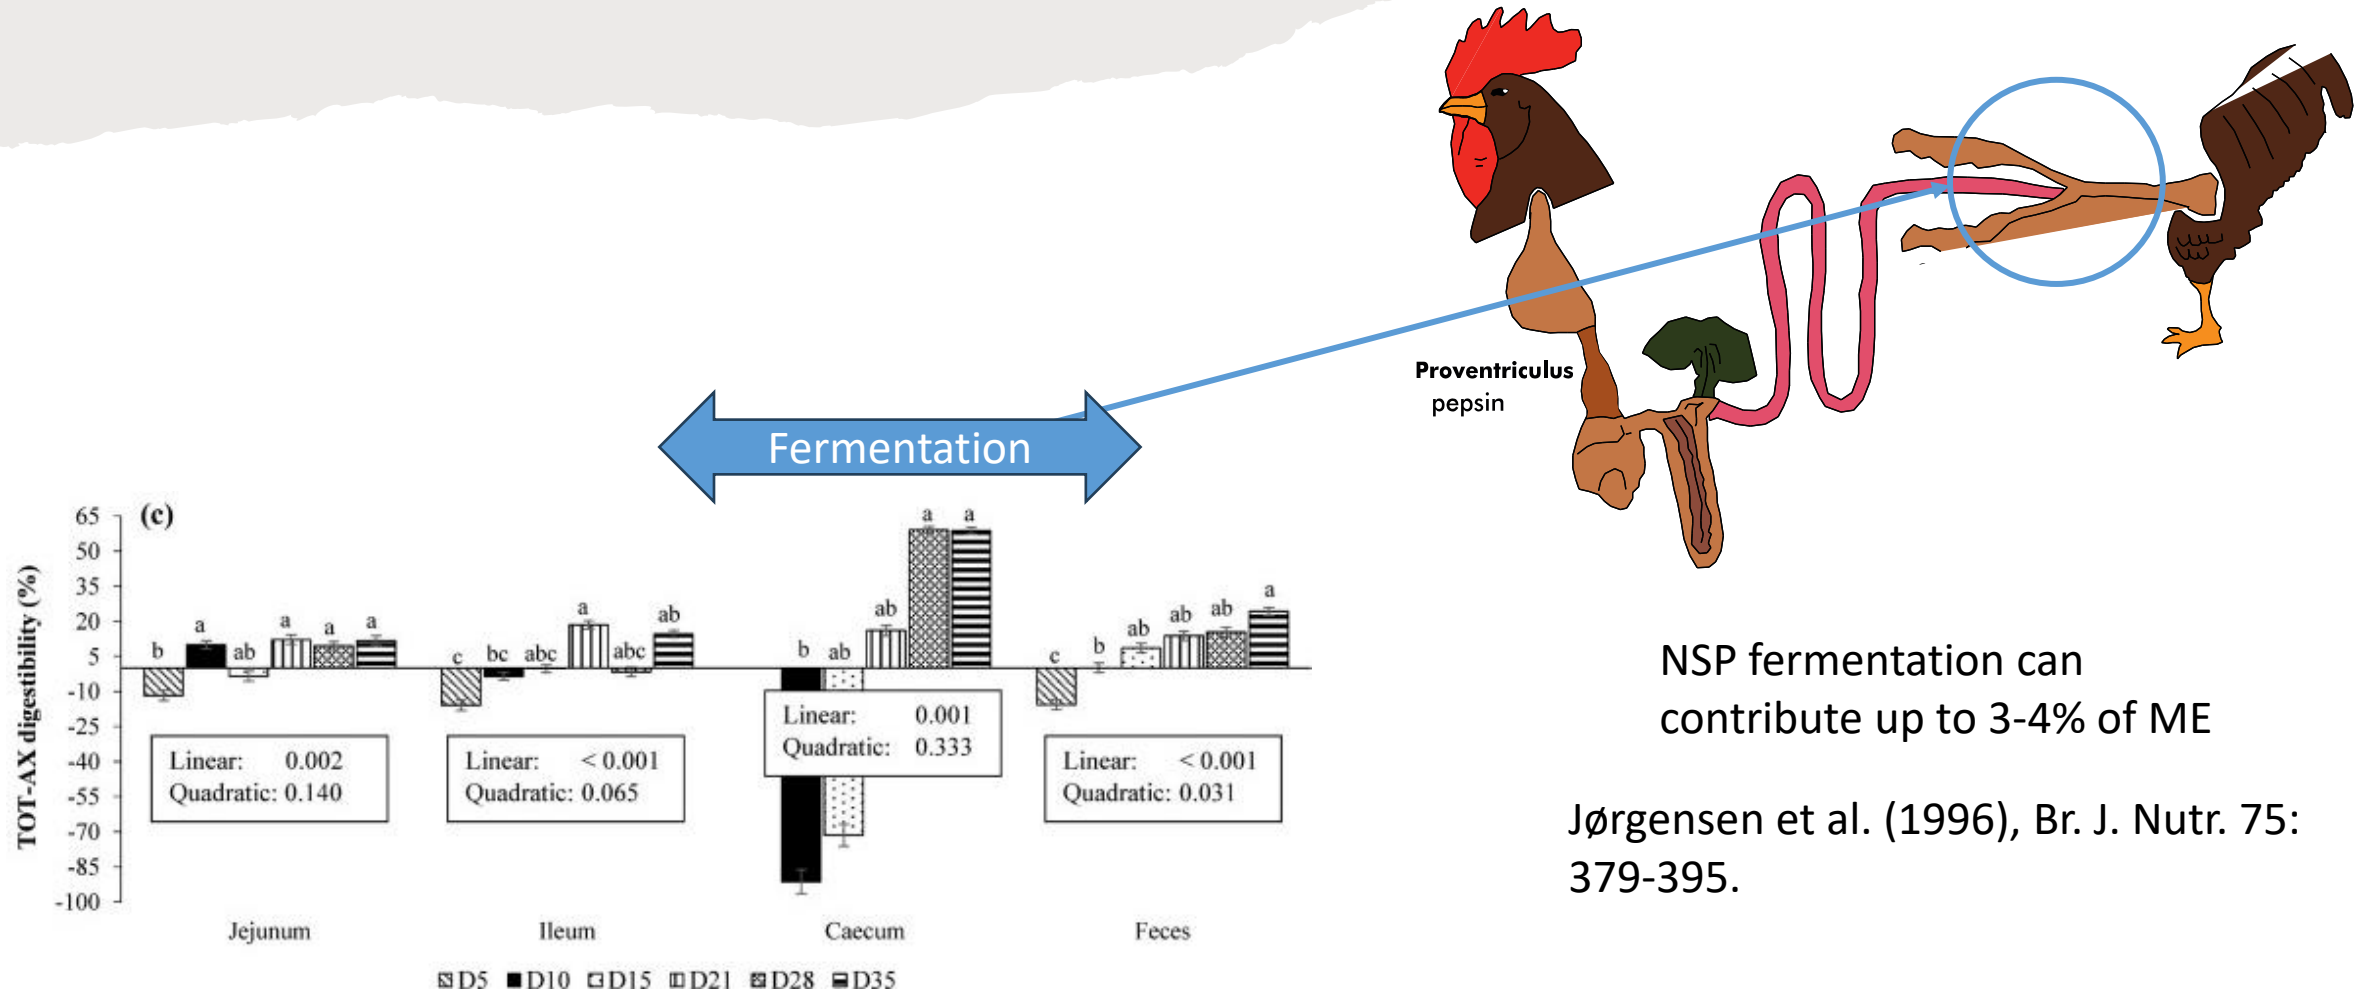 Proventriculus
pepsin
Fermentation
(c)
TOT-AX digestibility (%)
65
50
35
20
5
-10
-25
-40
-55
-70
-85
-100
b a ab a a a
c bc abc a abc ab
b ab ab a a
c b ab ab ab a
Linear: 0.002
Quadratic: 0.140
Linear: < 0.001
Quadratic: 0.065
Linear: 0.001
Quadratic: 0.333
Linear: < 0.001
Quadratic: 0.031
Jejunum Ileum Caecum Feces
D5 D10 D15 D21 D28 D35
NSP fermentation can
contribute up to 3-4% of ME
Jørgensen et al. (1996), Br. J. Nutr. 75:
379-395.